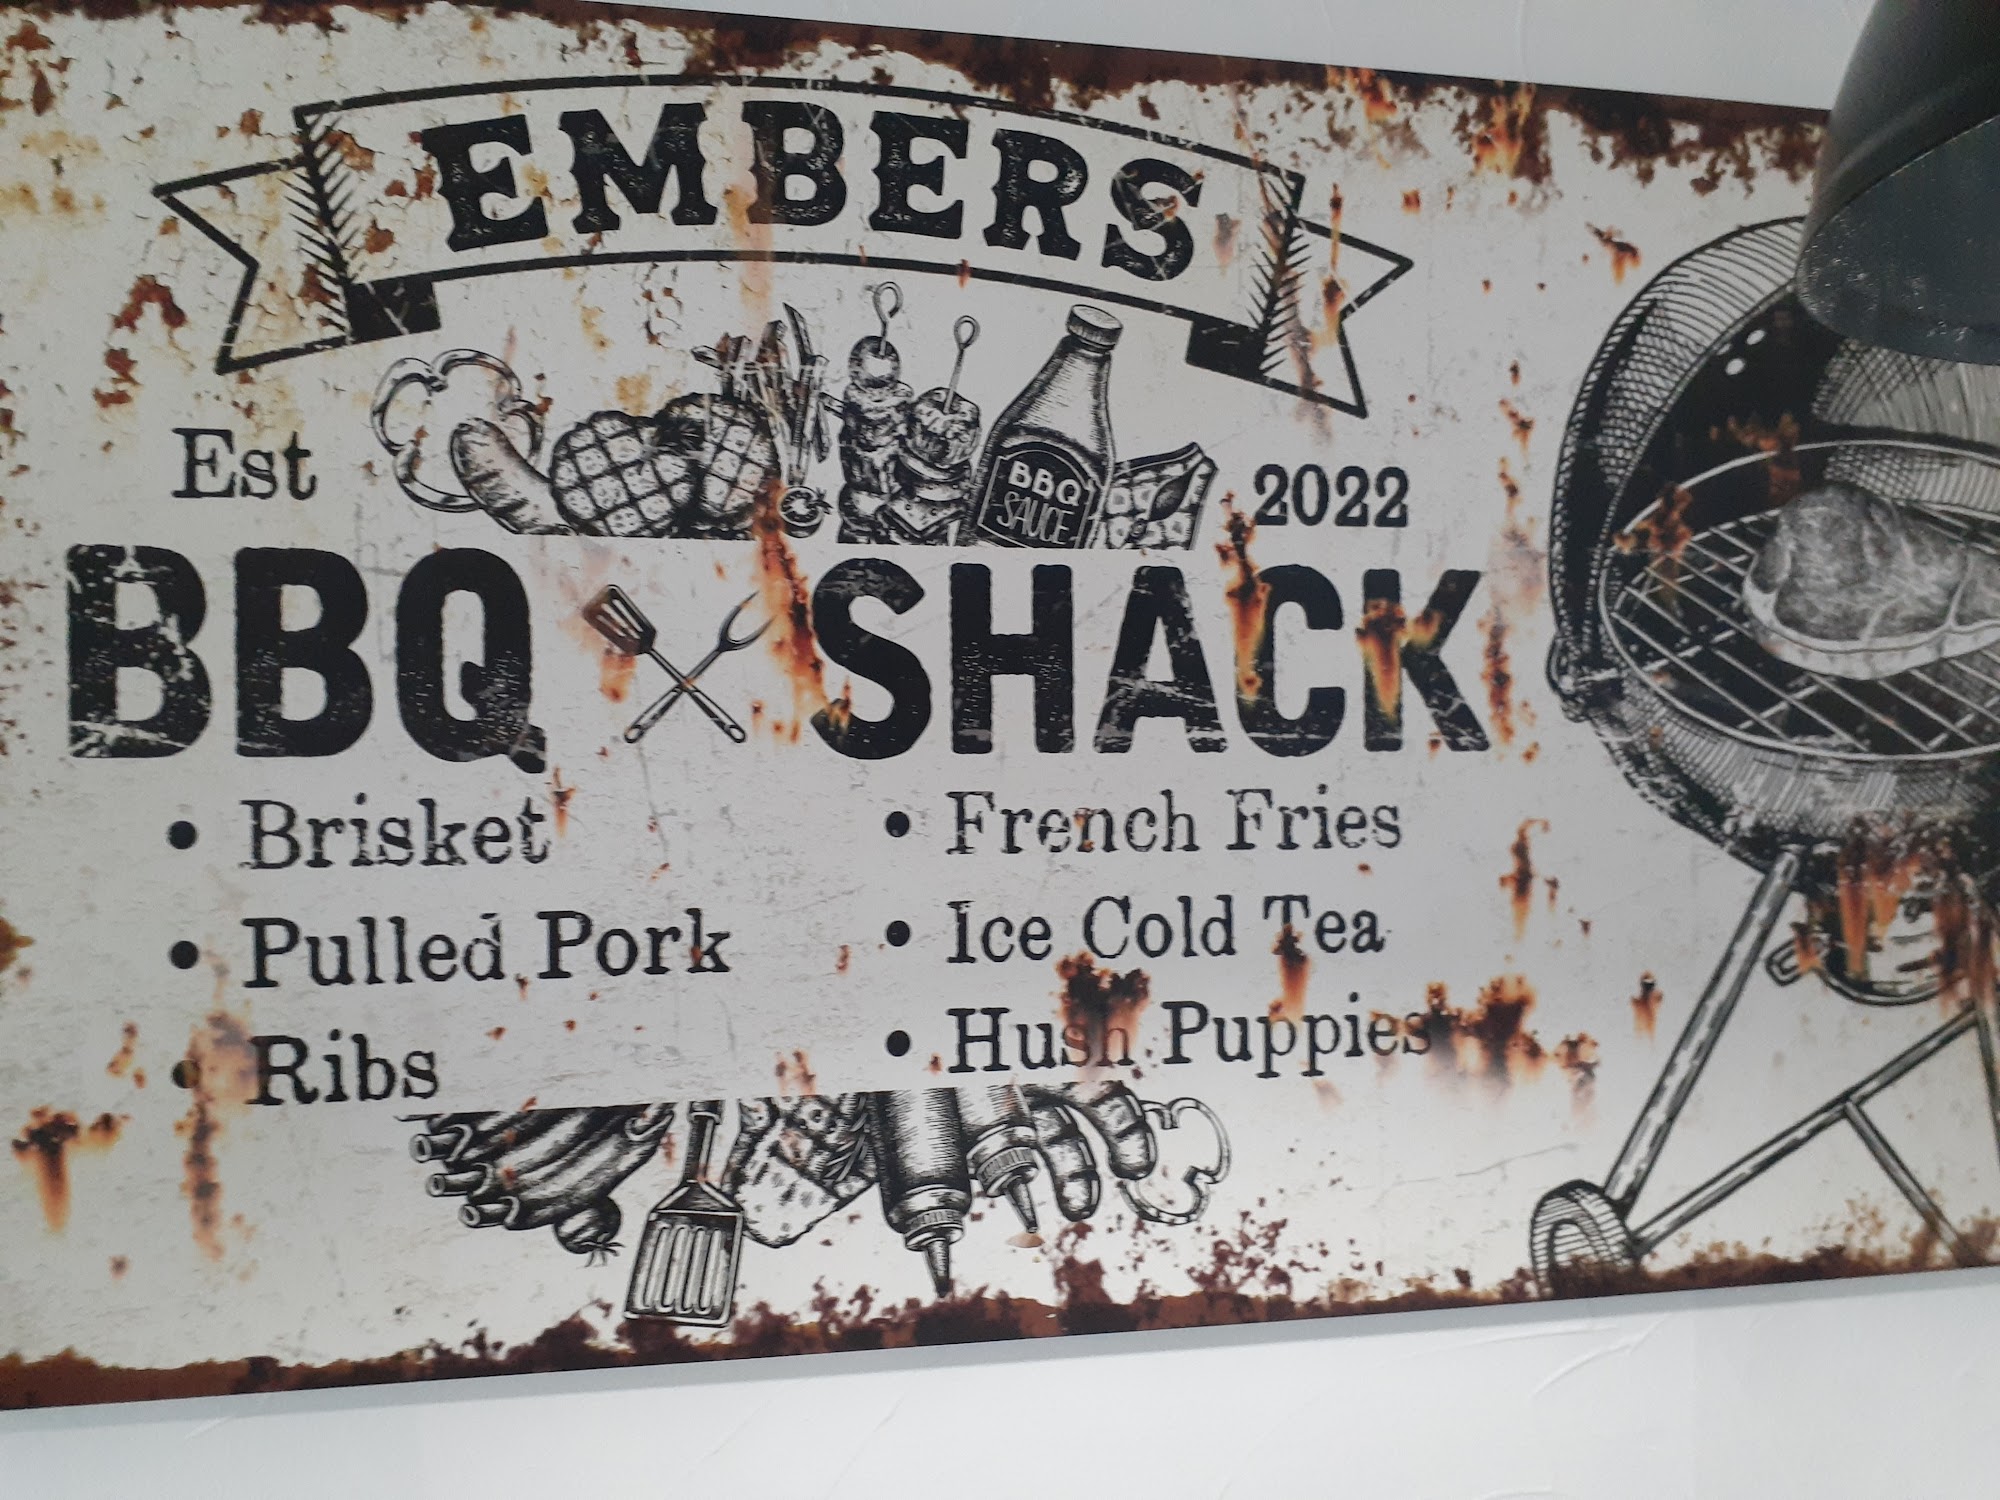 EMBERS
Est 2022
BBQ
SAUCE
BBQ SHACK
• Brisket
• Pulled Pork
• Ribs
• French Fries
• Ice Cold Tea
• Hush Puppies